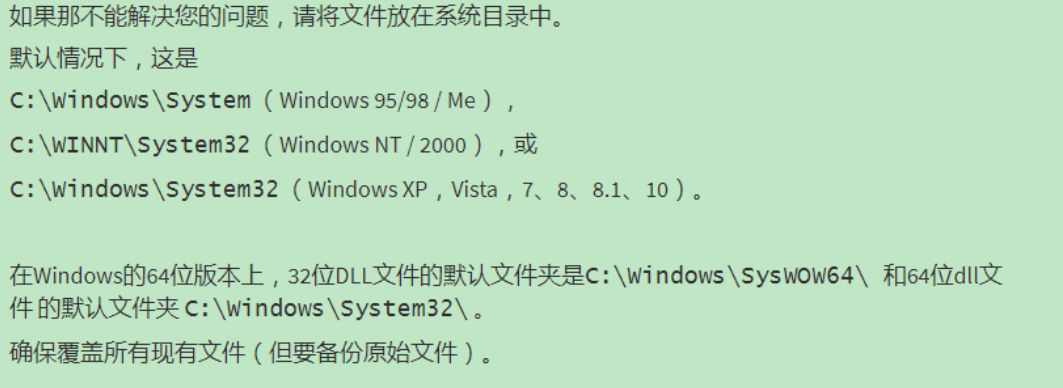 如果那不能解决您的问题，请将文件放在系统目录中。
默认情况下，这是
C:\Windows\System（Windows 95/98 / Me），
C:\WINNT\System32（Windows NT / 2000），或
C:\Windows\System32（Windows XP，Vista，7、8、8.1、10）。
在Windows的64位版本上，32位DLL文件的默认文件夹是C:\Windows\SysWOW64\ 和64位dll文
件 的默认文件夹 C:\Windows\System32\。
确保覆盖所有现有文件（但要备份原始文件）。